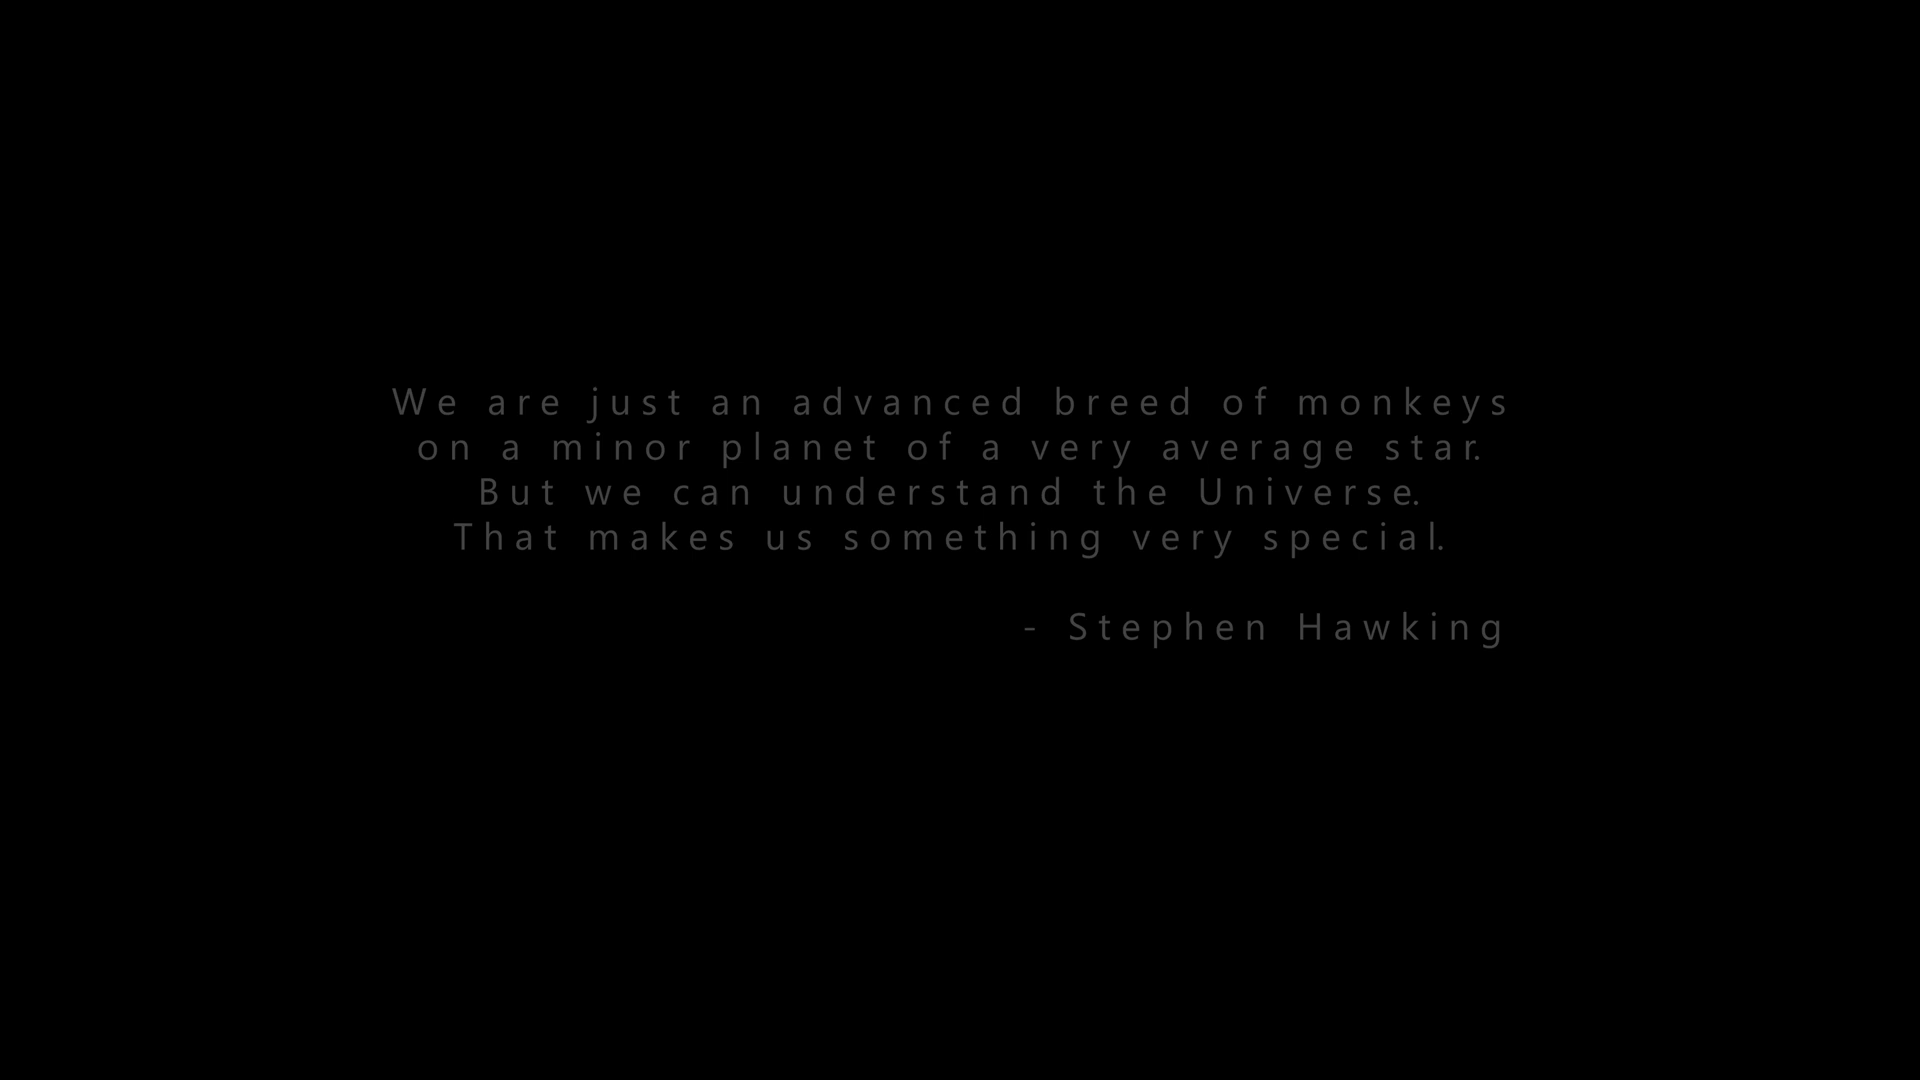 We are just an advanced breed of monkeys
on a minor planet of a very average star.
But we can understand the Universe.
That makes us something very special.
- Stephen Hawking